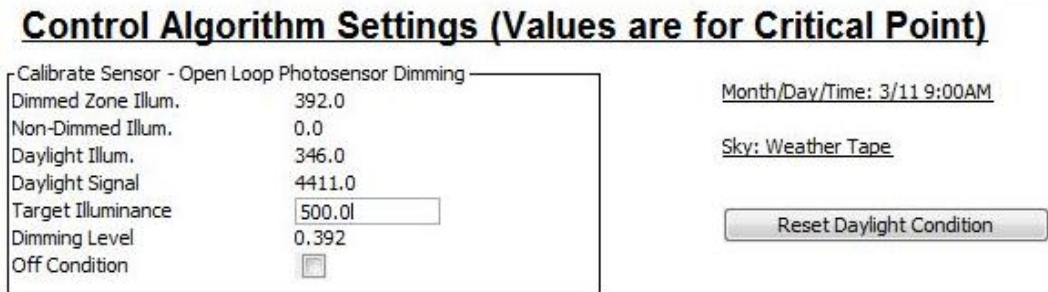 Control Algorithm Settings (Values are for Critical Point)
Calibrate Sensor - Open Loop Photosensor Dimming
Dimmed Zone Illum. 392.0
Non-Dimmed Illum. 0.0
Daylight Illum. 346.0
Daylight Signal 4411.0
Target Illuminance 500.0
Dimming Level 0.392
Off Condition
Month/Day/Time: 3/11 9:00AM
Sky: Weather Tape
Reset Daylight Condition